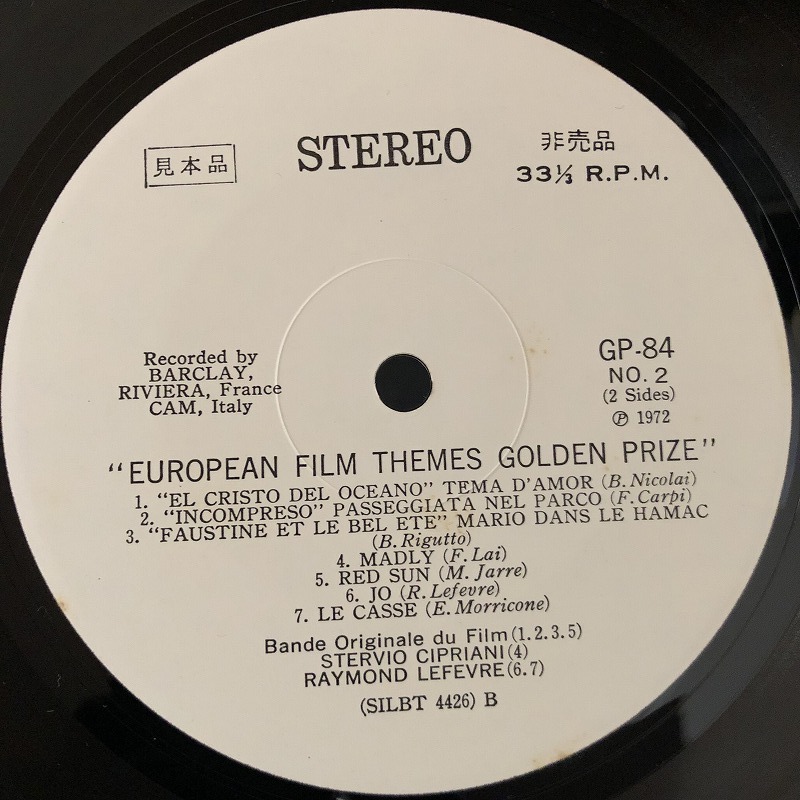 見本品
STEREO
非売品
33⅓ R.P.M.
Recorded by
BARCLAY,
RIVIERA, France
CAM, Italy
GP-84
NO. 2
(2 Sides)
Ⓟ 1972
“EUROPEAN FILM THEMES GOLDEN PRIZE”
1. “EL CRISTO DEL OCEANO” TEMA D'AMOR (B. Nicolai)
2. “INCOMPRESO” PASSEGGIATA NEL PARCO (F. Carpi)
3. “FAUSTINE ET LE BEL ETE” MARIO DANS LE HAMAC
(B. Rigutto)
4. MADLY (F. Lai)
5. RED SUN (M. Jarre)
6. JO (R. Lefevre)
7. LE CASSE (E. Morricone)
Bande Originale du Film(1.2.3.5)
STERVIO CIPRIANI(4)
RAYMOND LEFEVRE(6.7)
(SILBT 4426) B